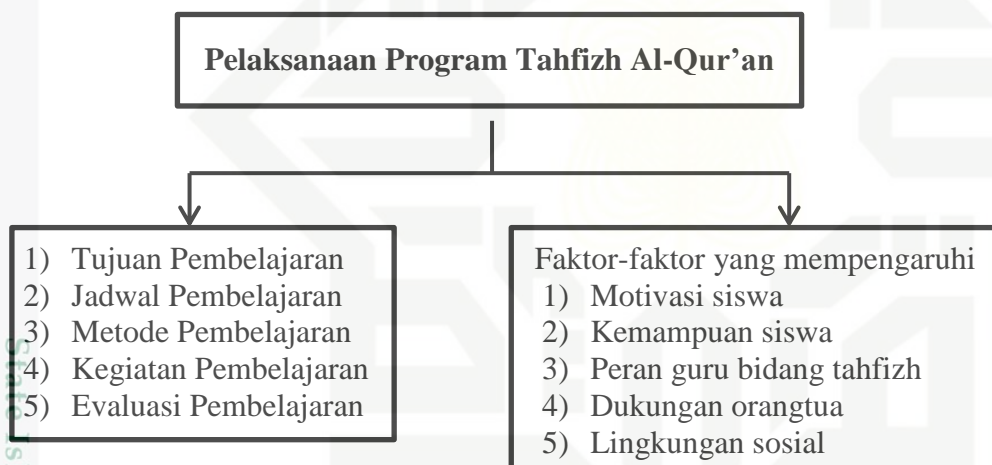 Pelaksanaan Program Tahfizh Al-Qur’an
1) Tujuan Pembelajaran
2) Jadwal Pembelajaran
3) Metode Pembelajaran
4) Kegiatan Pembelajaran
5) Evaluasi Pembelajaran
Faktor-faktor yang mempengaruhi
1) Motivasi siswa
2) Kemampuan siswa
3) Peran guru bidang tahfizh
4) Dukungan orangtua
5) Lingkungan sosial
State Is